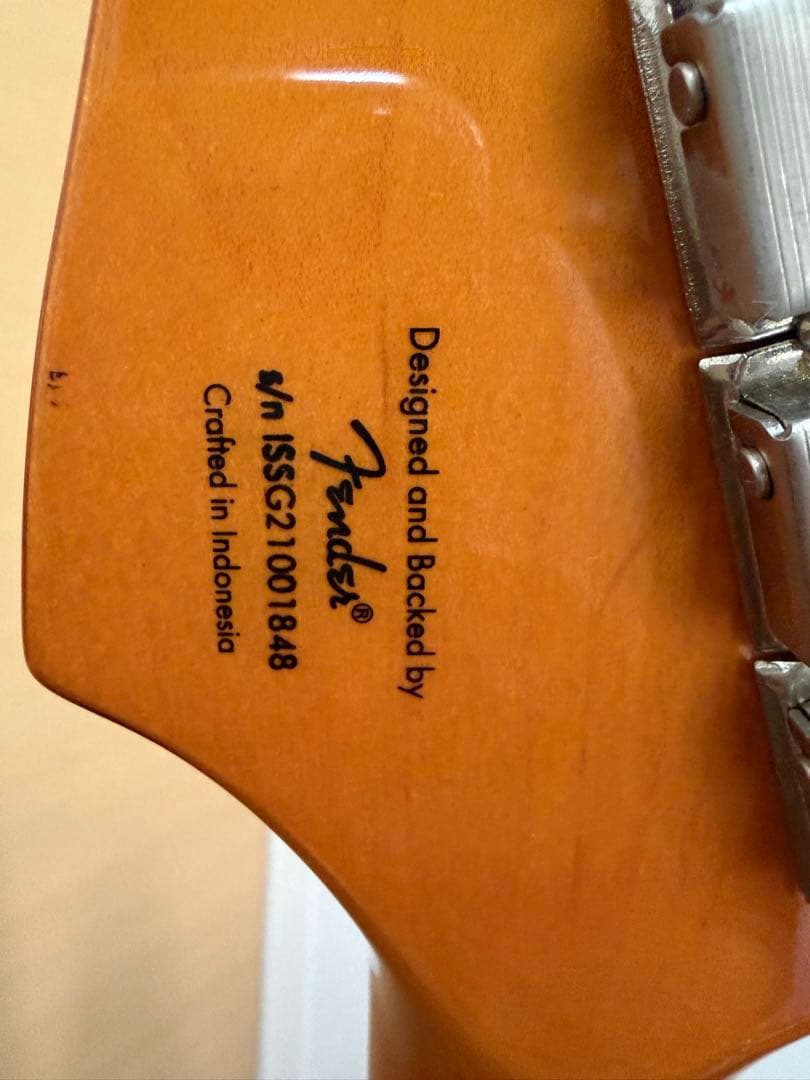 Designed and Backed by
Fender®
s/n ISSG21001848
Crafted in Indonesia